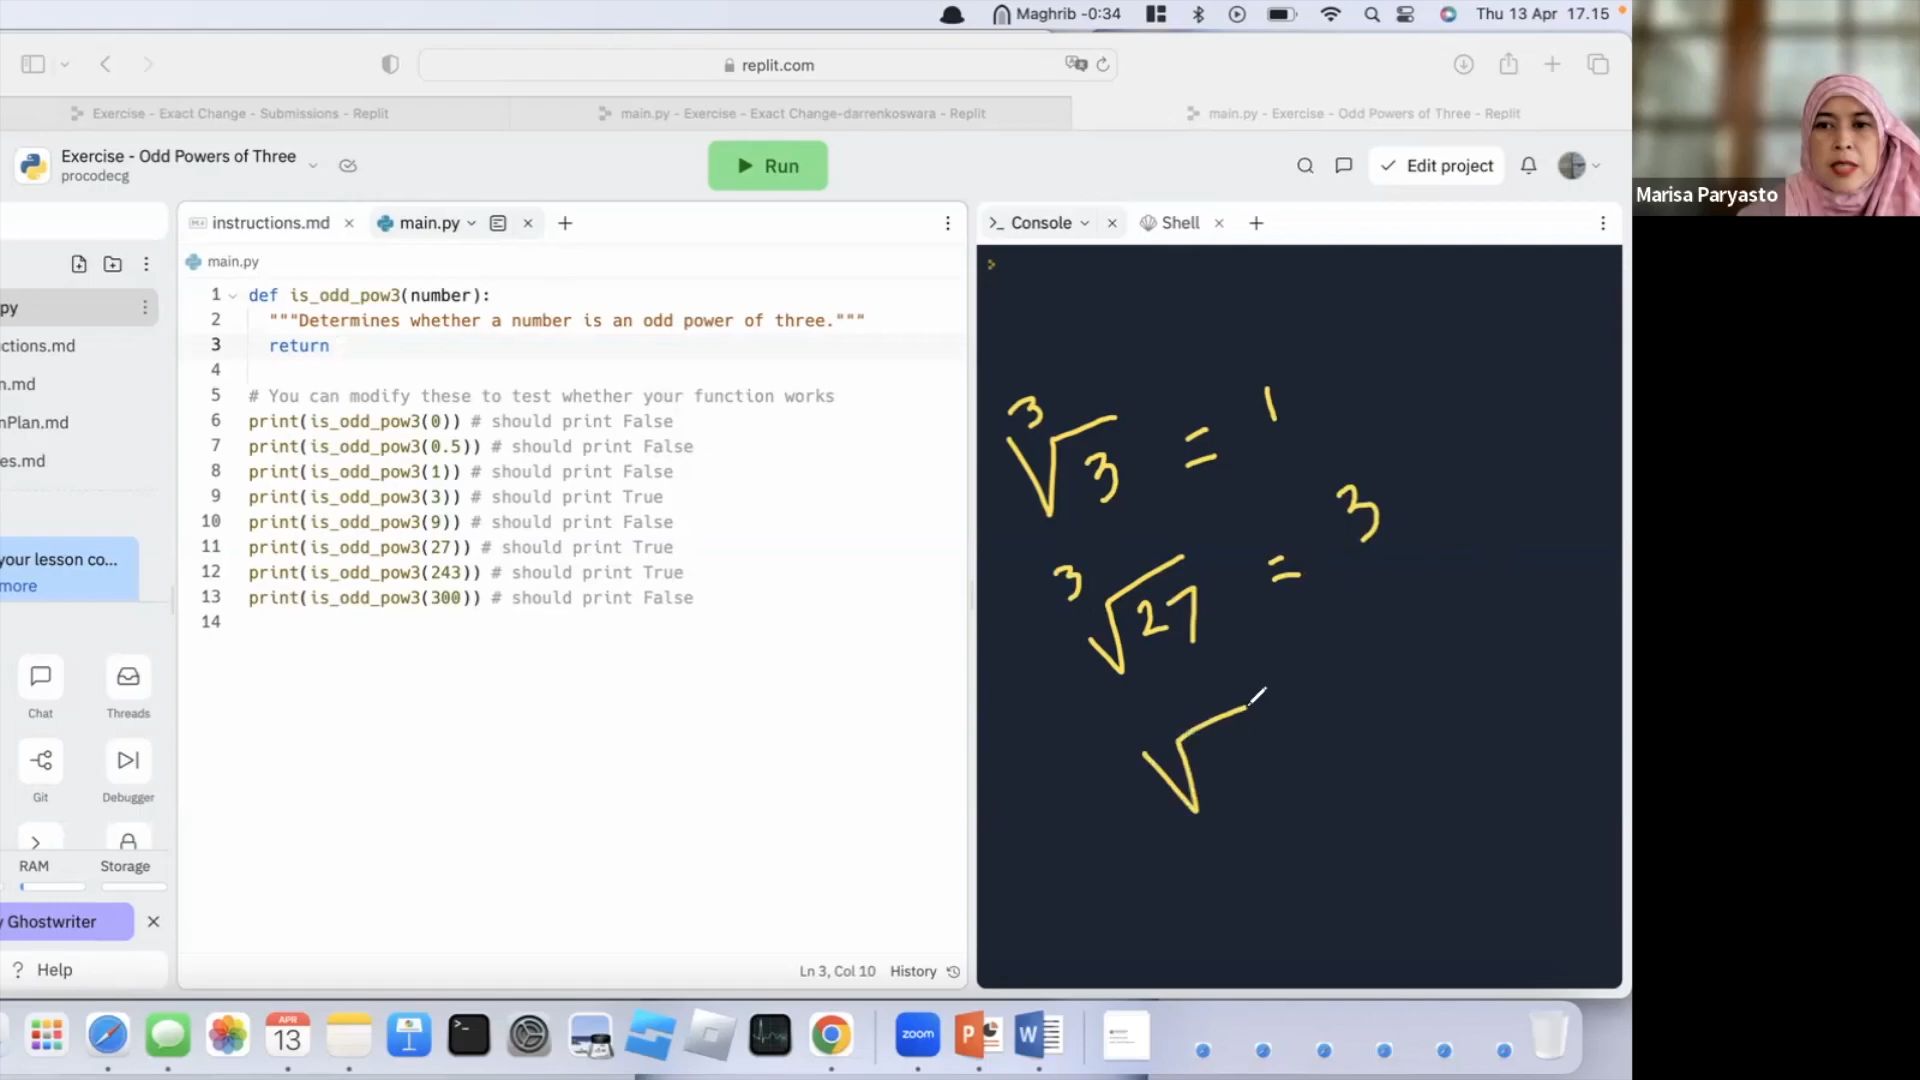 Maghrib -0:34
Thu 13 Apr 17.15
replit.com
Exercise - Exact Change - Submissions - Replit
main.py - Exercise - Exact Change-darrenkoswara - Replit
main.py - Exercise - Odd Powers of Three - Replit
Exercise - Odd Powers of Three
procodecg
Run
Edit project
Marisa Paryasto
instructions.md
main.py
Console
Shell
main.py
py
ctions.md
n.md
nPlan.md
es.md
your lesson co...
more
Chat
Threads
Git
Debugger
RAM
Storage
y Ghostwriter
? Help
1 def is_odd_pow3(number):
2 """Determines whether a number is an odd power of three."""
3 return
4
5 # You can modify these to test whether your function works
6 print(is_odd_pow3(0)) # should print False
7 print(is_odd_pow3(0.5)) # should print False
8 print(is_odd_pow3(1)) # should print False
9 print(is_odd_pow3(3)) # should print True
10 print(is_odd_pow3(9)) # should print False
11 print(is_odd_pow3(27)) # should print True
12 print(is_odd_pow3(243)) # should print True
13 print(is_odd_pow3(300)) # should print False
14
Ln 3, Col 10 History
3√3 = 1
3√27 = 3
√
APR
13
zoom
P
W